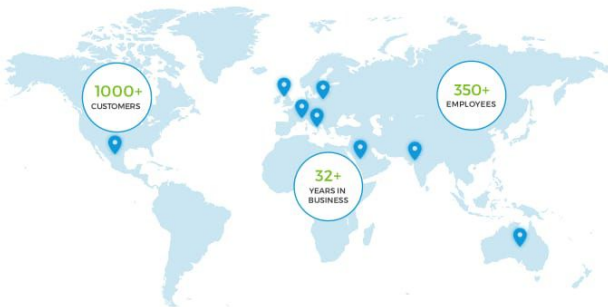 1000+
CUSTOMERS
350+
EMPLOYEES
32+
YEARS IN
BUSINESS